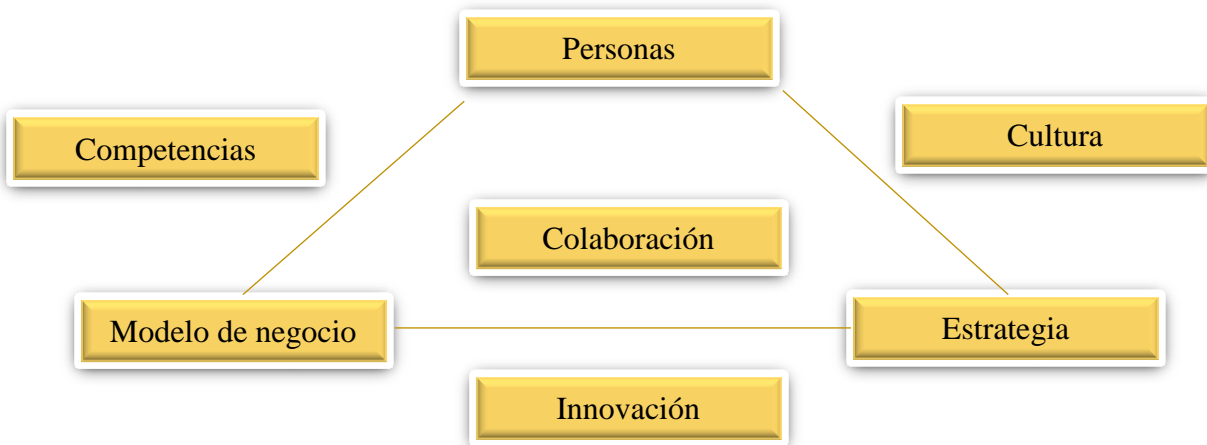 Personas
Competencias
Cultura
Colaboración
Modelo de negocio
Estrategia
Innovación